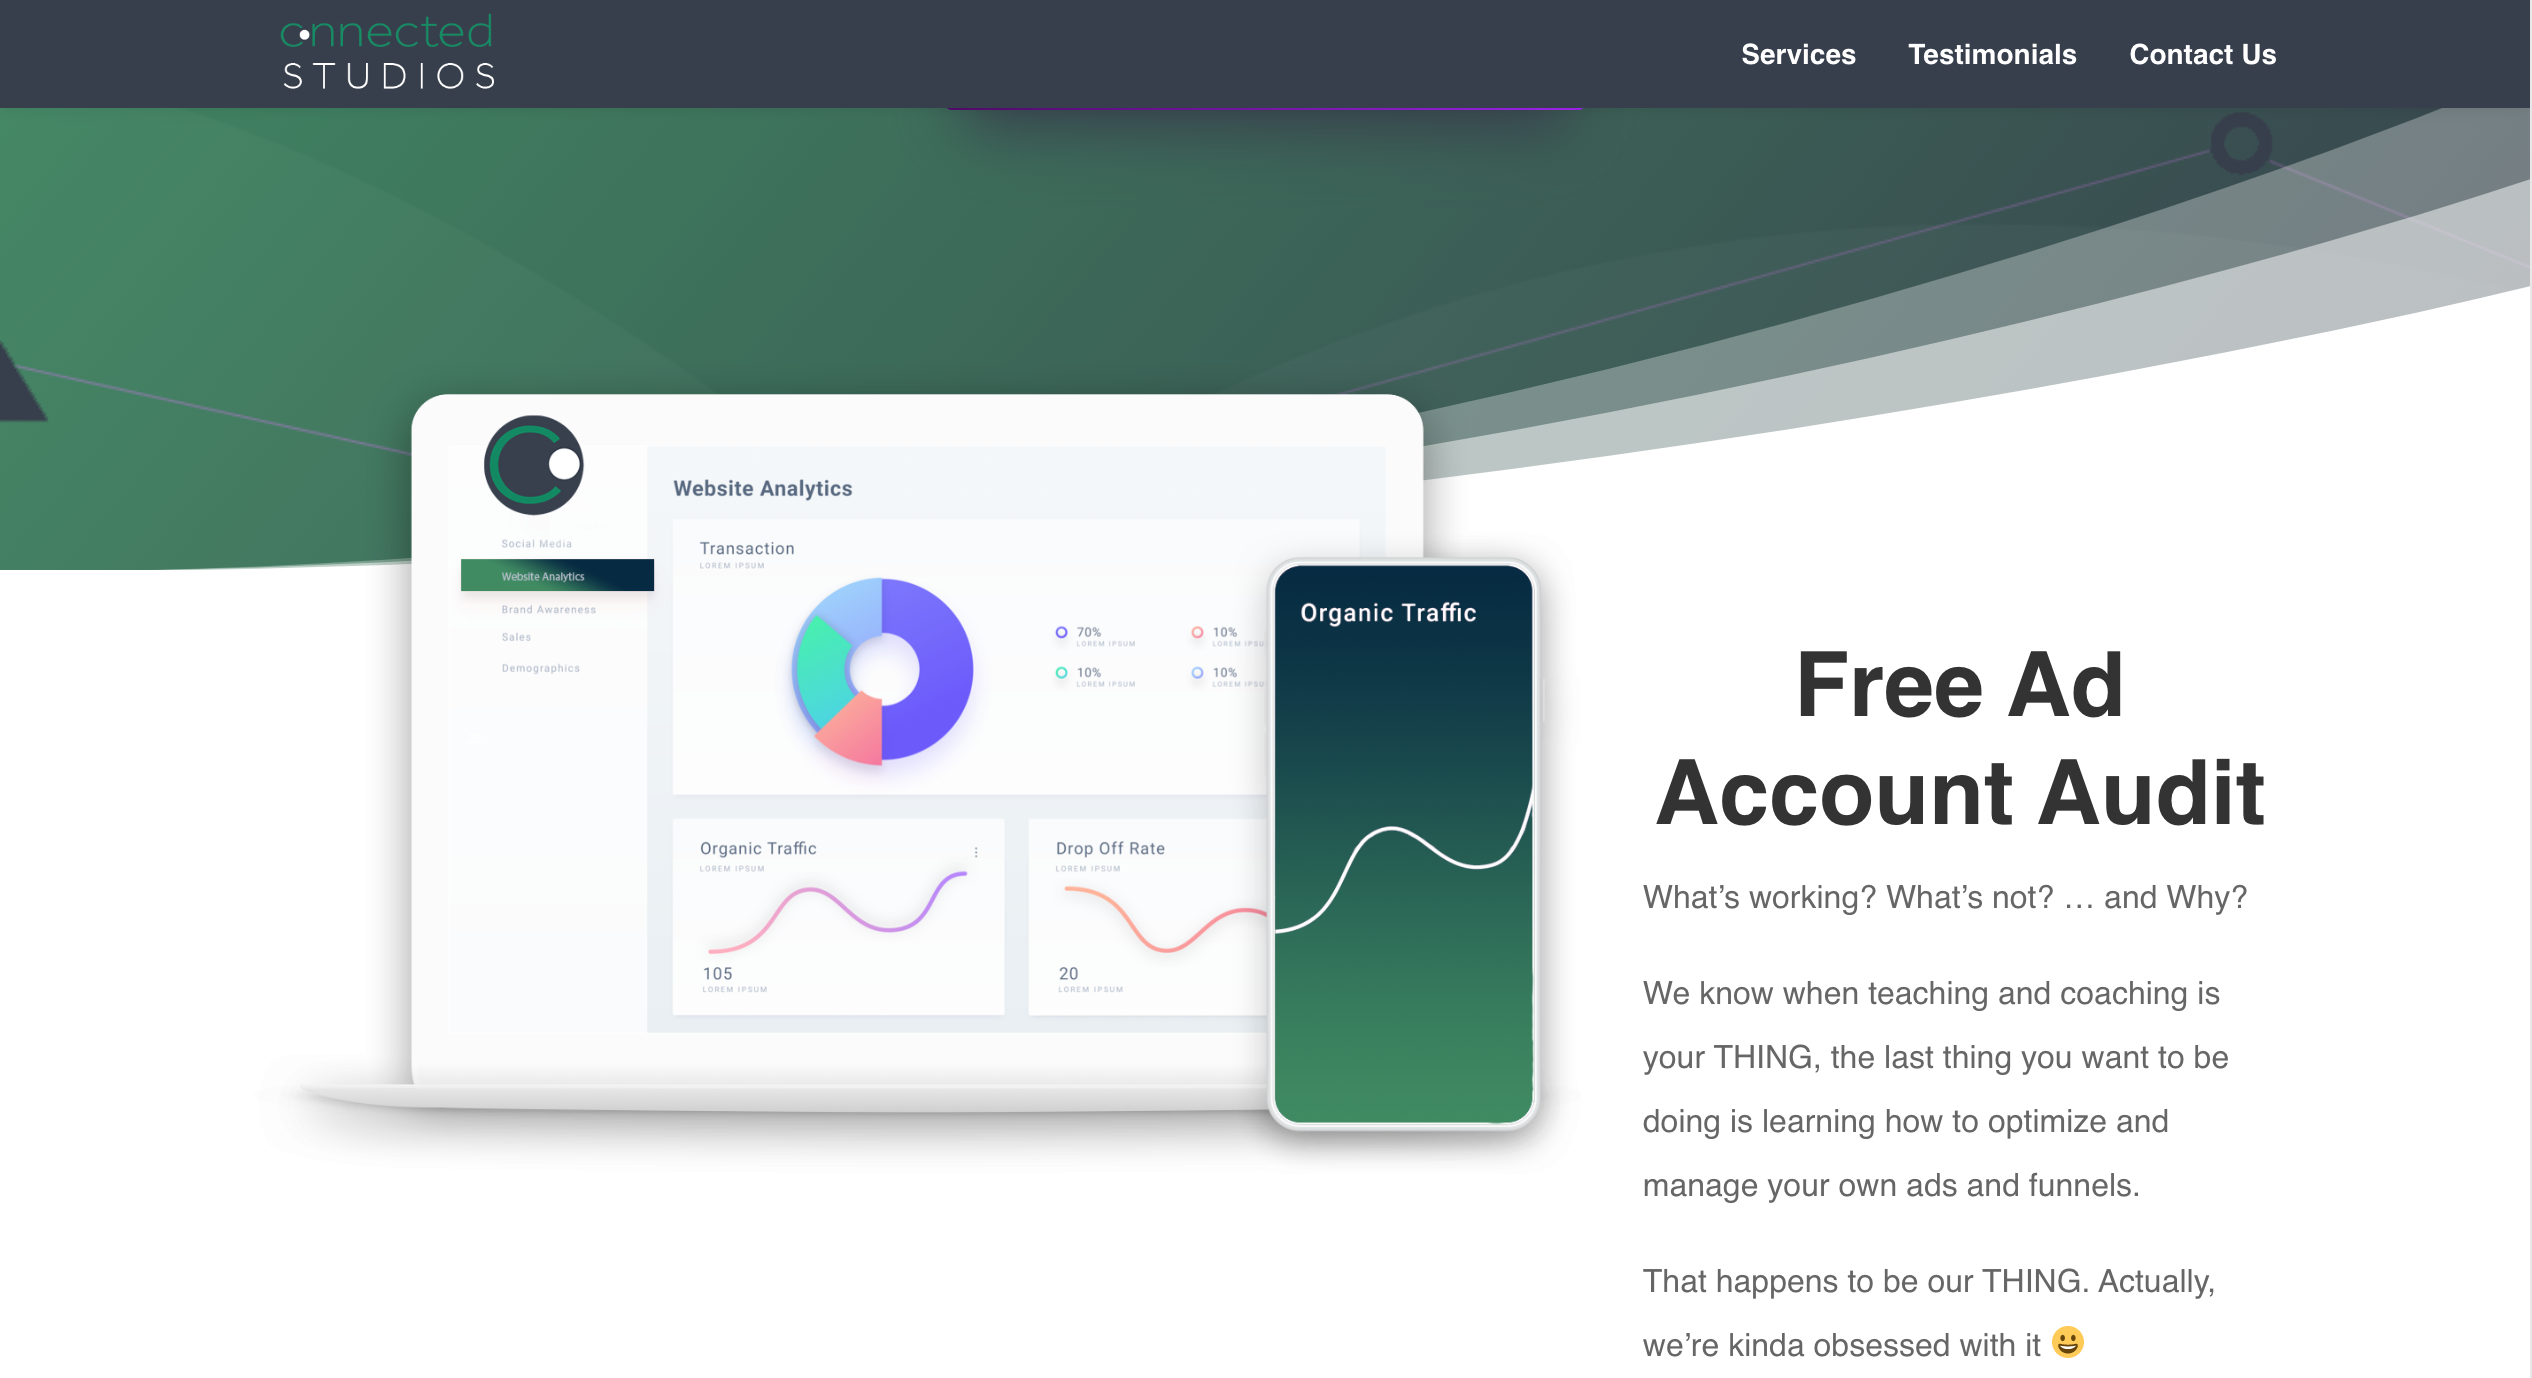 connected
STUDIOS
Services
Testimonials
Contact Us
Social Media
Website Analytics
Brand Awareness
Sales
Demographics
Website Analytics
Transaction
LOREM IPSUM
70%
LOREM IPSUM
10%
LOREM IPSU
10%
LOREM IPSUM
10%
LOREM IPSU
Organic Traffic
LOREM IPSUM
105
LOREM IPSUM
Drop Off Rate
LOREM IPSUM
20
LOREM IPSUM
Organic Traffic
Free Ad
Account Audit
What’s working? What’s not? … and Why?
We know when teaching and coaching is
your THING, the last thing you want to be
doing is learning how to optimize and
manage your own ads and funnels.
That happens to be our THING. Actually,
we’re kinda obsessed with it 😀